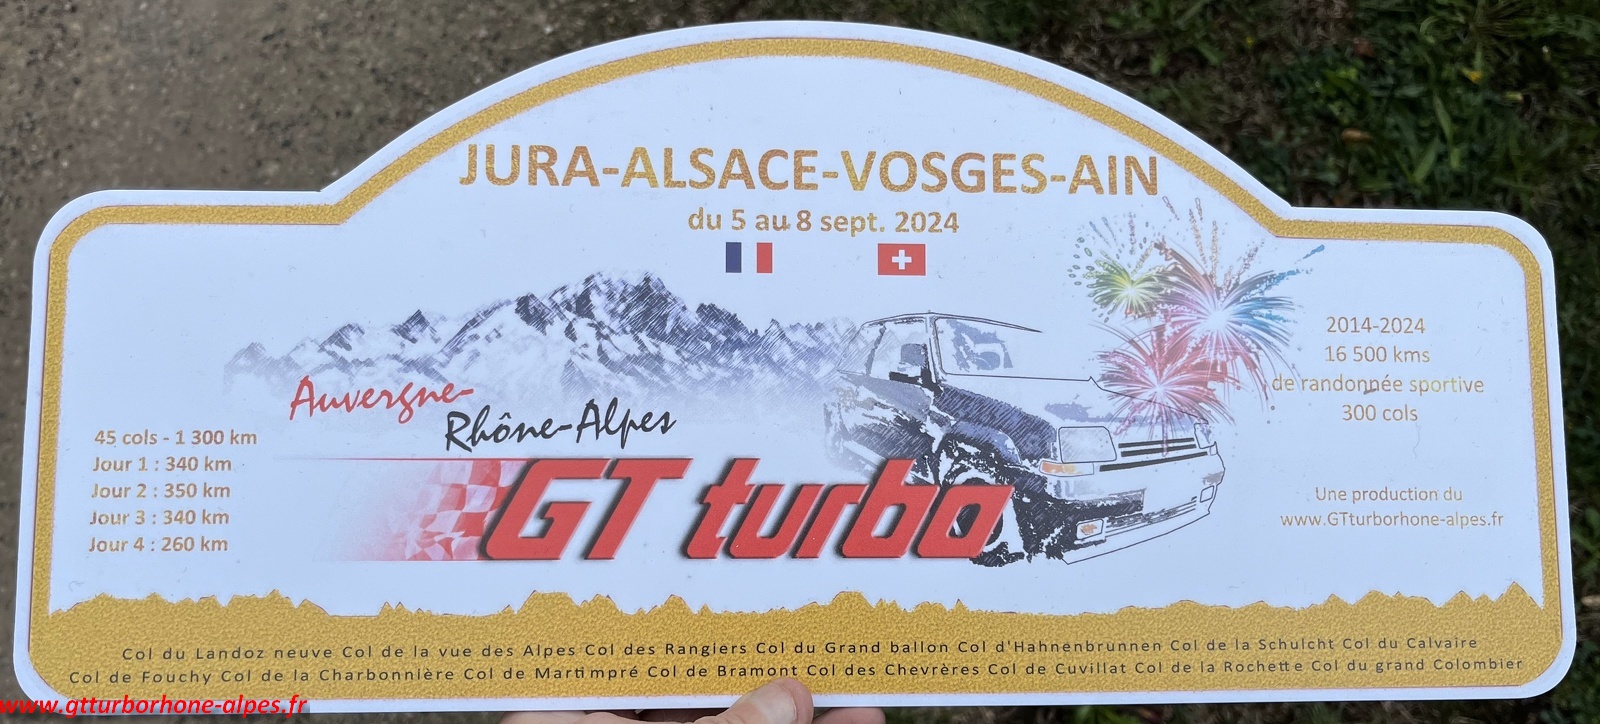 JURA-ALSACE-VOSGES-AIN
du 5 au 8 sept. 2024
2014-2024
16 500 kms
de randonnée sportive
300 cols
Auvergne-
Rhône-Alpes
GT turbo
45 cols - 1 300 km
Jour 1 : 340 km
Jour 2 : 350 km
Jour 3 : 340 km
Jour 4 : 260 km
Une production du
www.GTturborhone-alpes.fr
Col du Landoz neuve Col de la vue des Alpes Col des Rangiers Col du Grand ballon Col d'Hahnenbrunnen Col de la Schulcht Col du Calvaire
Col de Fouchy Col de la Charbonnière Col de Martimpré Col de Bramont Col des Chevrères Col de Cuvillat Col de la Rochette Col du grand Colombier
www.gtturborhone-alpes.fr